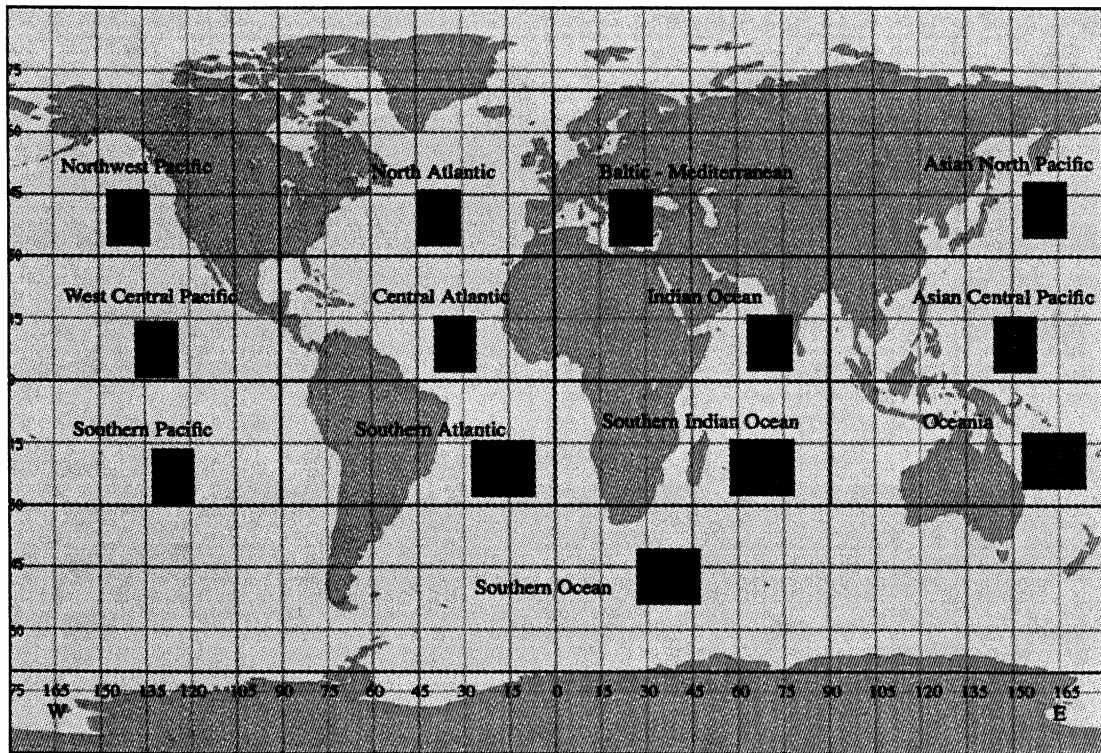 75
Northwest Pacific
North Atlantic
Baltic - Mediterranean
Asian North Pacific
West Central Pacific
Central Atlantic
Indian Ocean
Asian Central Pacific
Southern Pacific
Southern Atlantic
Southern Indian Ocean
Oceania
Southern Ocean
75 165 150 135 120 105 90 75 60 45 30 15 0 15 30 45 60 75 90 105 120 135 150 165
W E